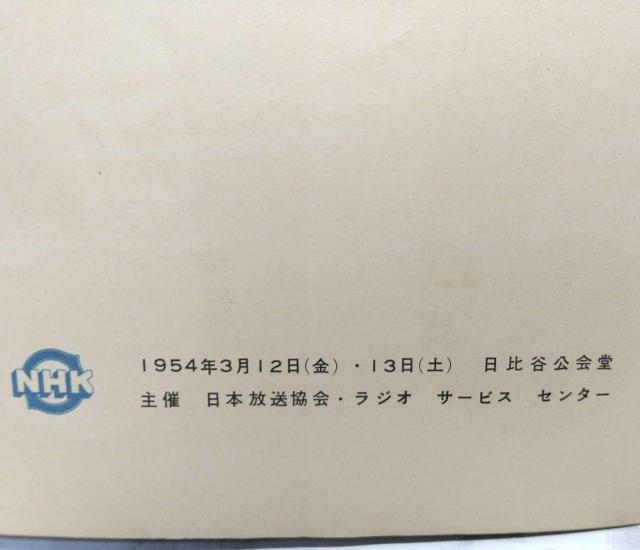 NHK
1954年3月12日(金)・13日(土) 日比谷公会堂
主催 日本放送協会・ラジオ サービス センター